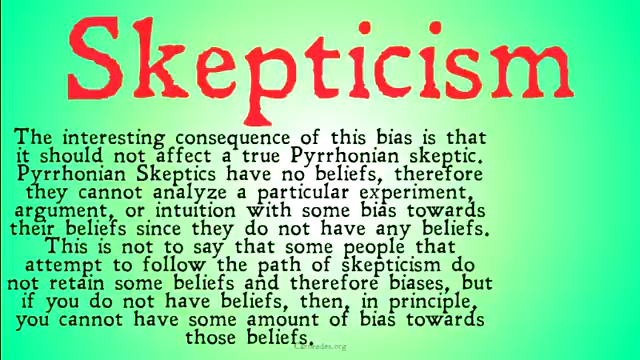 Skepticism
The interesting consequence of this bias is that
it should not affect a true Pyrrhonian skeptic.
Pyrrhonian Skeptics have no beliefs, therefore
they cannot analyze a particular experiment,
argument, or intuition with some bias towards
their beliefs since they do not have any beliefs.
This is not to say that some people that
attempt to follow the path of skepticism do
not retain some beliefs and therefore biases, but
if you do not have beliefs, then, in principle,
you cannot have some amount of bias towards
those beliefs.
Carneades.org